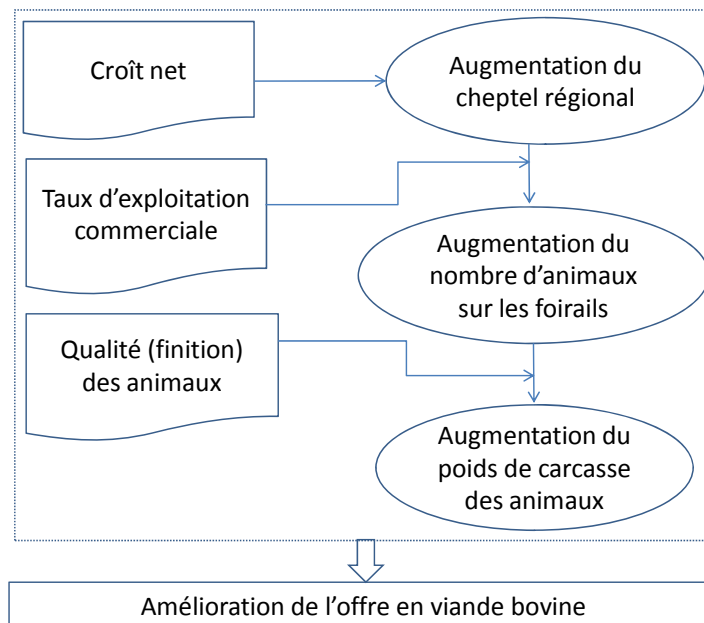 Croît net
Augmentation du
cheptel régional
Taux d'exploitation
commerciale
Augmentation du
nombre d'animaux
sur les foirails
Qualité (finition)
des animaux
Augmentation du
poids de carcasse
des animaux
Amélioration de l'offre en viande bovine